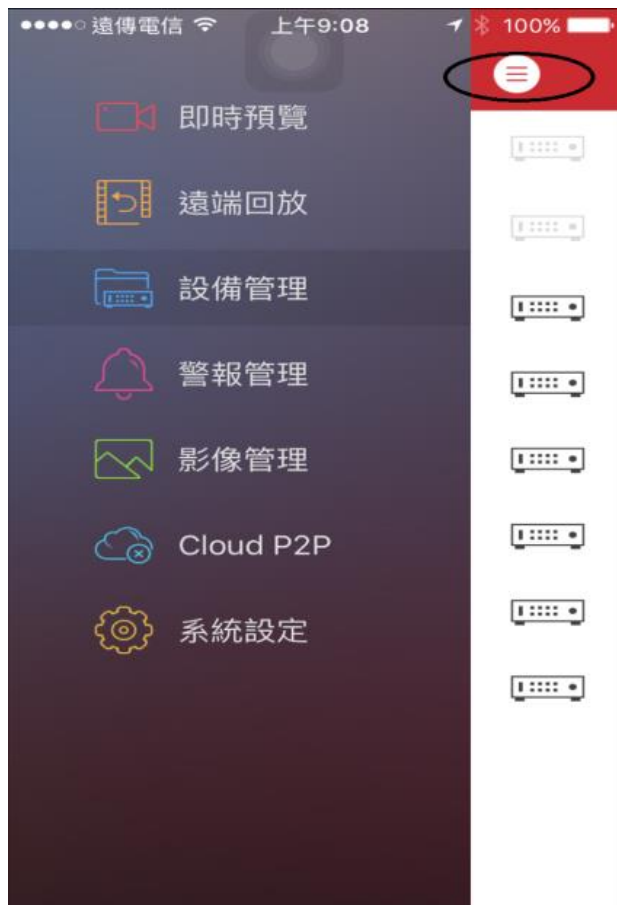 遠傳電信 上午9:08 100%
即時預覽
遠端回放
設備管理
警報管理
影像管理
Cloud P2P
系統設定